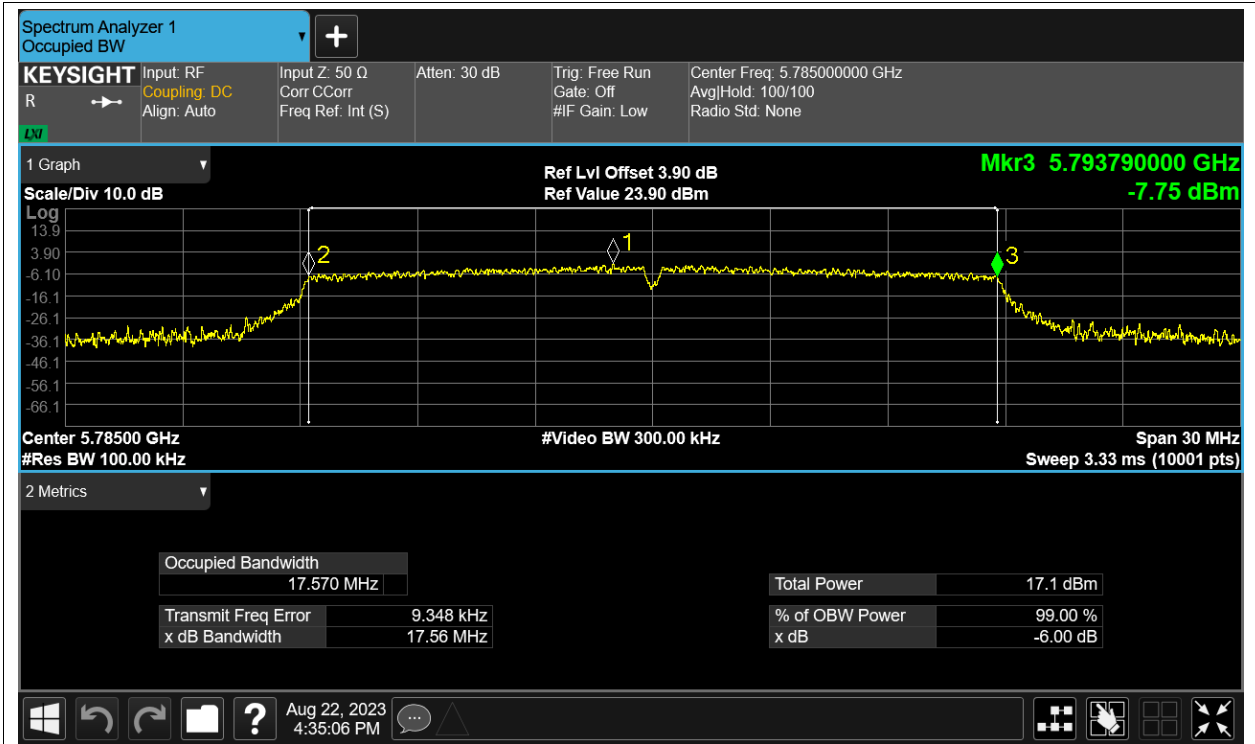 Spectrum Analyzer 1
Occupied BW
KEYSIGHT
R
LXI
Input: RF
Coupling: DC
Align: Auto
Input Z: 50 Ω
Corr CCorr
Freq Ref: Int (S)
Atten: 30 dB
Trig: Free Run
Gate: Off
#IF Gain: Low
Center Freq: 5.785000000 GHz
Avg|Hold: 100/100
Radio Std: None
1 Graph
Scale/Div 10.0 dB
Ref Lvl Offset 3.90 dB
Ref Value 23.90 dBm
Mkr3 5.793790000 GHz
-7.75 dBm
Log
13.9
3.90
-6.10
-16.1
-26.1
-36.1
-46.1
-56.1
-66.1
2
1
3
Center 5.78500 GHz
#Video BW 300.00 kHz
Span 30 MHz
#Res BW 100.00 kHz
Sweep 3.33 ms (10001 pts)
2 Metrics
Occupied Bandwidth
17.570 MHz
Total Power 17.1 dBm
Transmit Freq Error 9.348 kHz
% of OBW Power 99.00 %
x dB Bandwidth 17.56 MHz
x dB -6.00 dB
?
Aug 22, 2023
4:35:06 PM